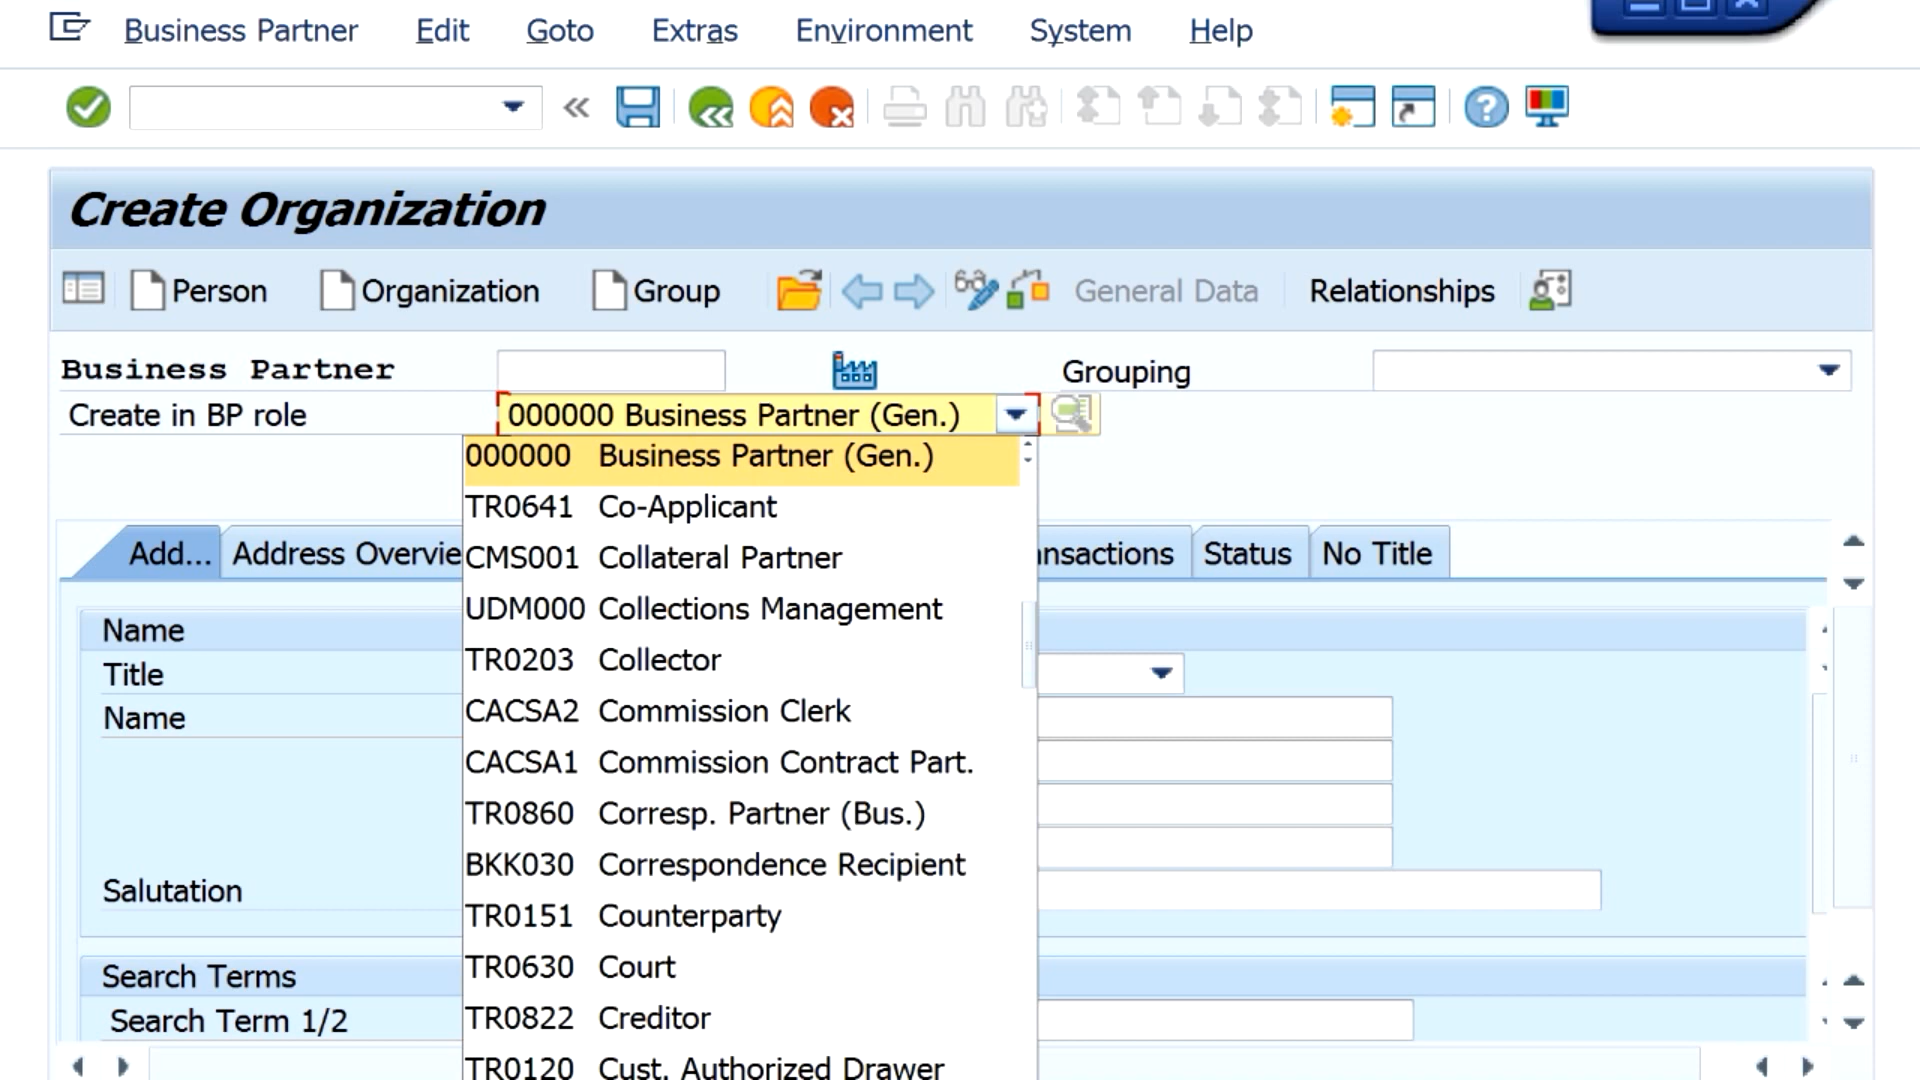 Business Partner Edit Goto Extras Environment System Help
Create Organization
Person Organization Group General Data Relationships
Business Partner Grouping
Create in BP role 000000 Business Partner (Gen.)
000000 Business Partner (Gen.)
TR0641 Co-Applicant
Add... Address Overvie nsactions Status No Title
CMS001 Collateral Partner
UDM000 Collections Management
Name
TR0203 Collector
Title
CACSA2 Commission Clerk
Name
CACSA1 Commission Contract Part.
TR0860 Corresp. Partner (Bus.)
BKK030 Correspondence Recipient
Salutation
TR0151 Counterparty
TR0630 Court
Search Terms
TR0822 Creditor
Search Term 1/2
TR0120 Cust. Authorized Drawer